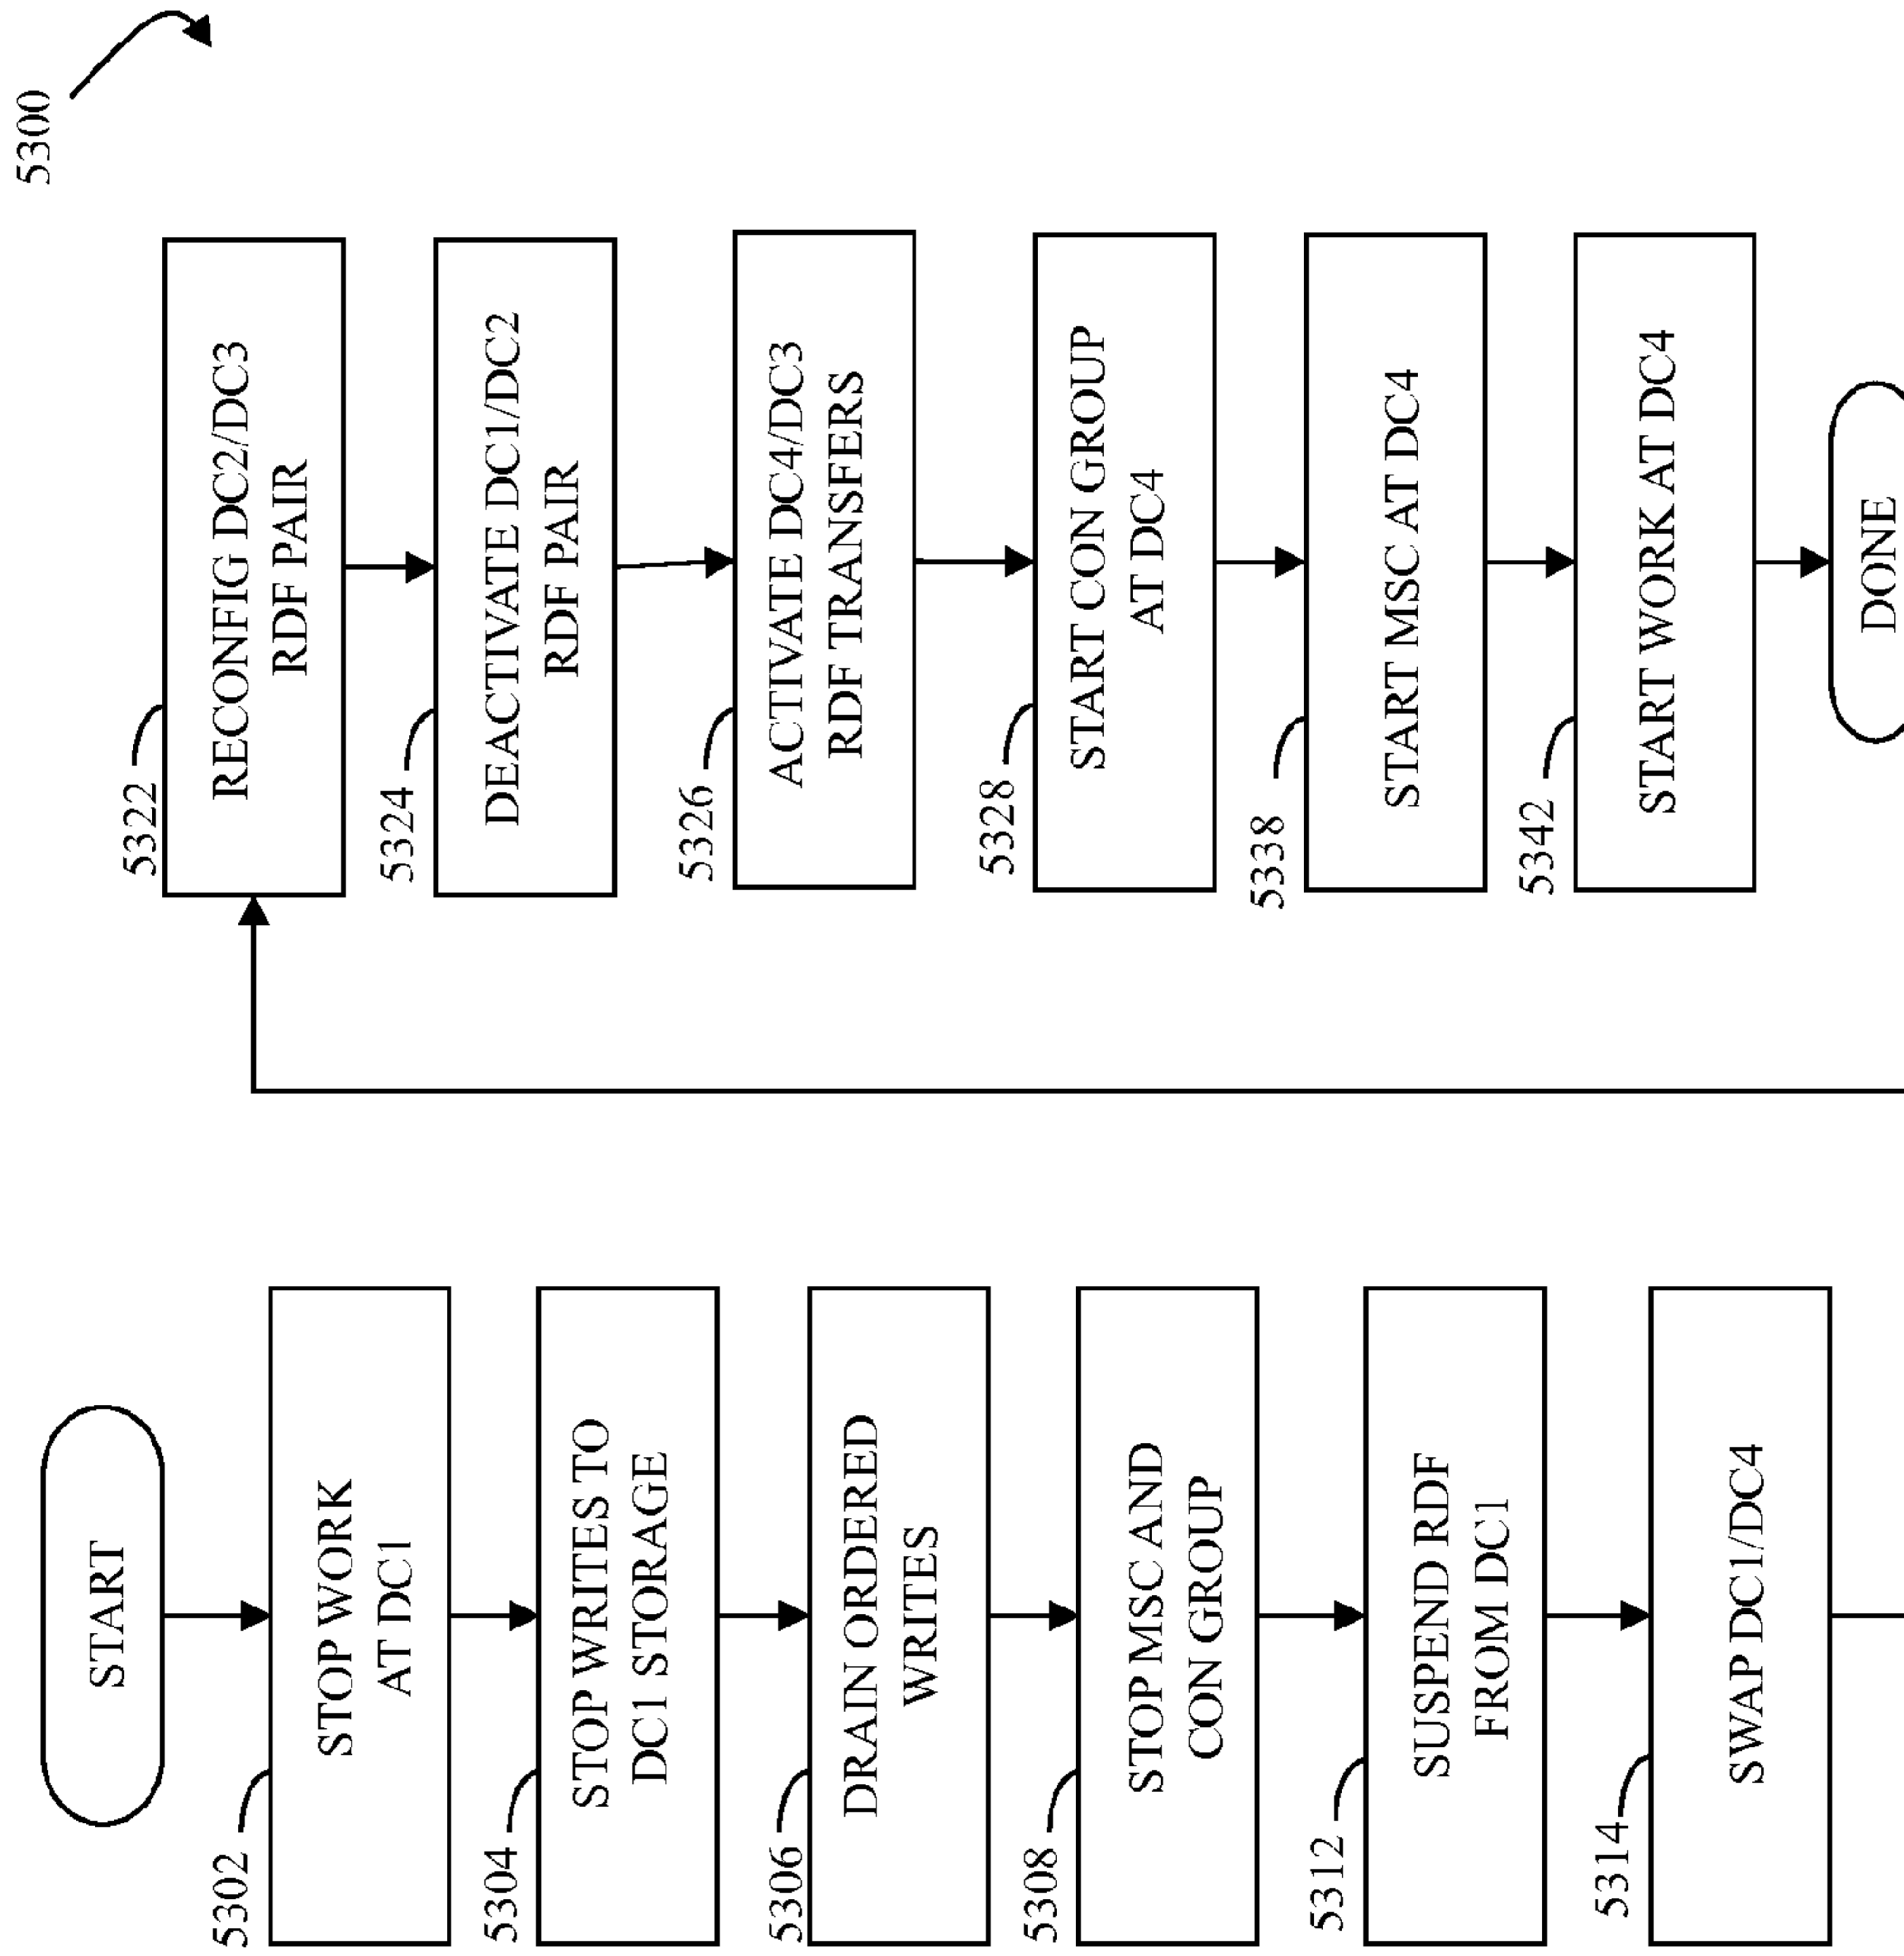 5300
START
5302
STOP WORK
AT DC1
5304
STOP WRITES TO
DC1 STORAGE
5306
DRAIN ORDERED
WRITES
5308
STOP MSC AND
CON GROUP
5312
SUSPEND RDF
FROM DC1
5314
SWAP DC1/DC4
5322
RECONFIG DC2/DC3
RDF PAIR
5324
DEACTIVATE DC1/DC2
RDF PAIR
5326
ACTIVATE DC4/DC3
RDF TRANSFERS
5328
START CON GROUP
AT DC4
5338
START MSC AT DC4
5342
START WORK AT DC4
DONE